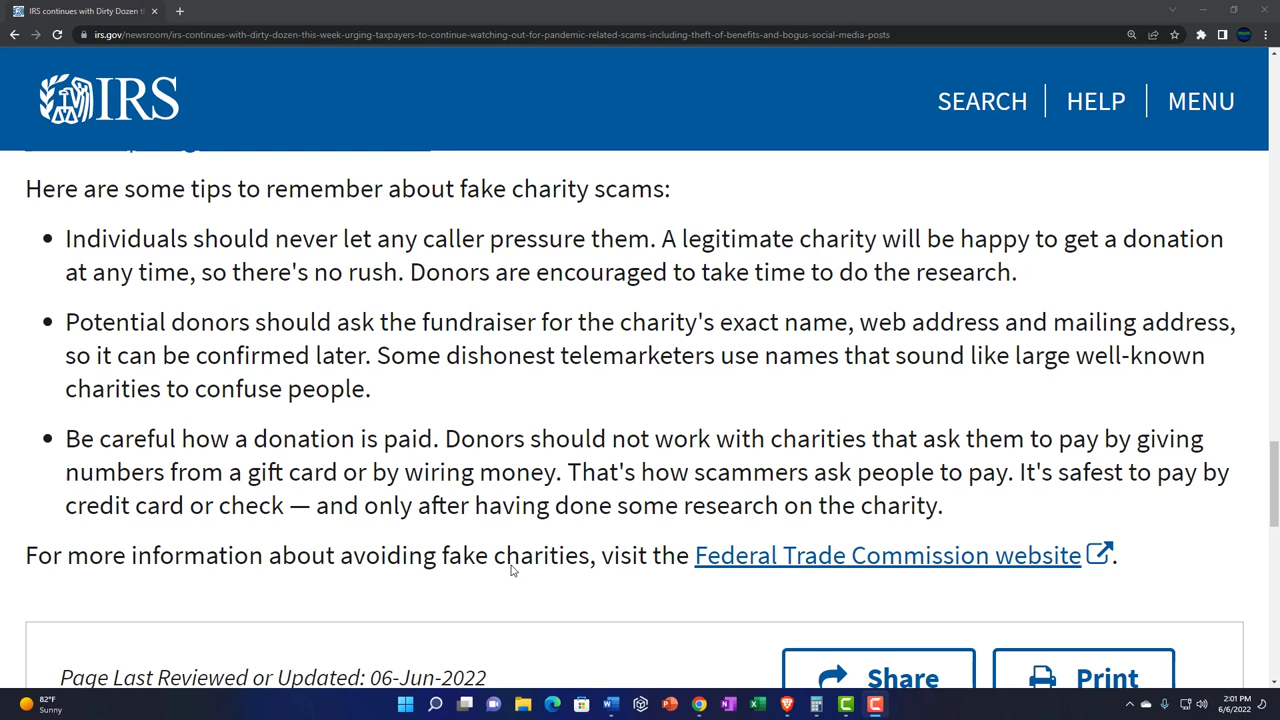 IRS continues with Dirty Dozen t
irs.gov/newsroom/irs-continues-with-dirty-dozen-this-week-urging-taxpayers-to-continue-watching-out-for-pandemic-related-scams-including-theft-of-benefits-and-bogus-social-media-posts
IRS
SEARCH
HELP
MENU
Here are some tips to remember about fake charity scams:
• Individuals should never let any caller pressure them. A legitimate charity will be happy to get a donation
at any time, so there's no rush. Donors are encouraged to take time to do the research.
• Potential donors should ask the fundraiser for the charity's exact name, web address and mailing address,
so it can be confirmed later. Some dishonest telemarketers use names that sound like large well-known
charities to confuse people.
• Be careful how a donation is paid. Donors should not work with charities that ask them to pay by giving
numbers from a gift card or by wiring money. That's how scammers ask people to pay. It's safest to pay by
credit card or check — and only after having done some research on the charity.
For more information about avoiding fake charities, visit the Federal Trade Commission website.
Page Last Reviewed or Updated: 06-Jun-2022
Share
Print
82°F
Sunny
2:01 PM
6/6/2022